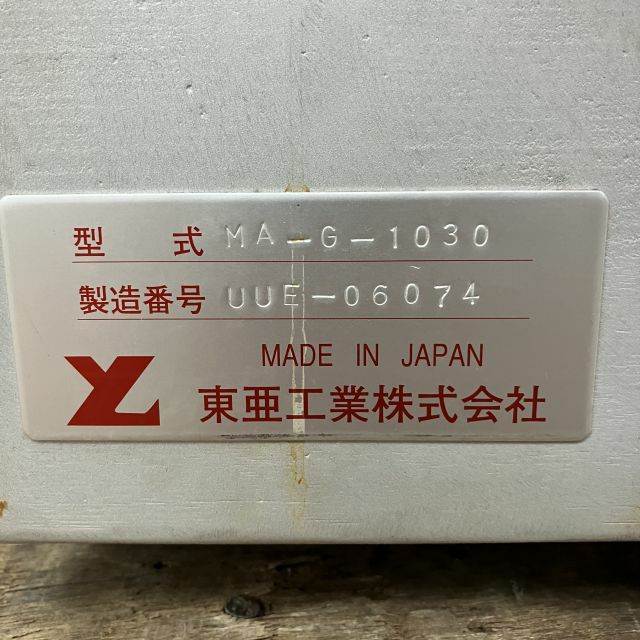 型 式 MA-G-1030
製造番号 UUE-06074
MADE IN JAPAN
東亜工業株式会社